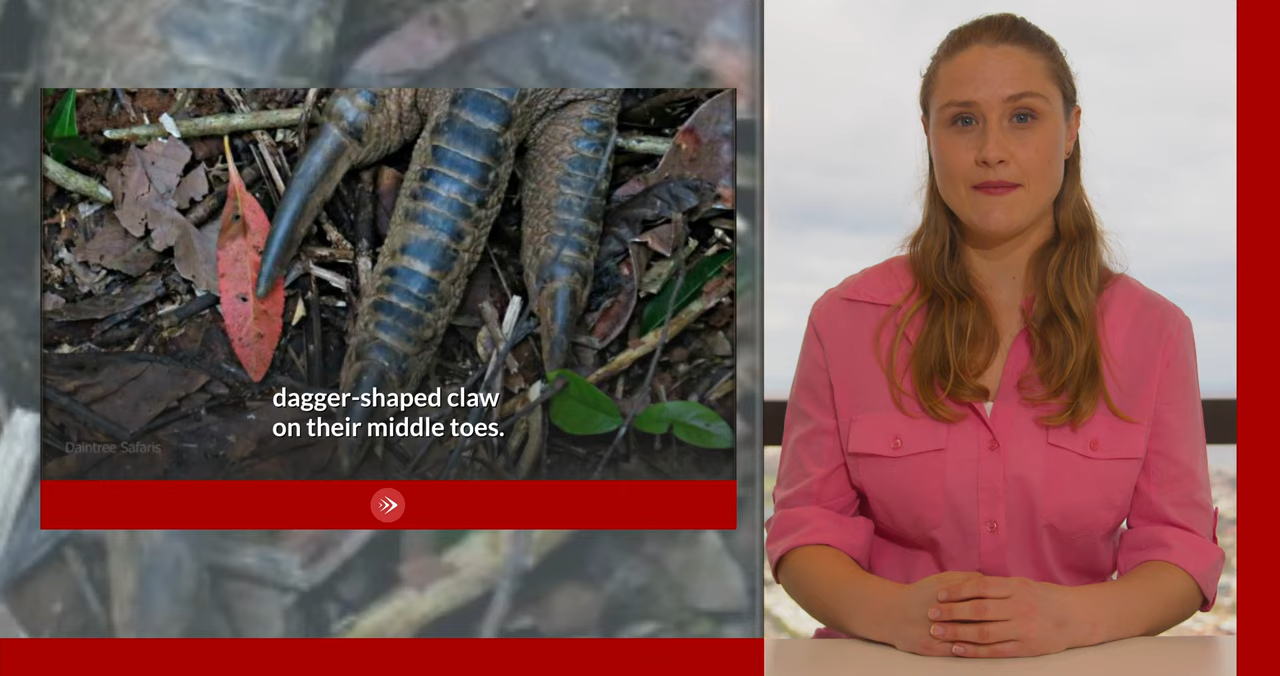 dagger-shaped claw
on their middle toes.
Daintree Safaris